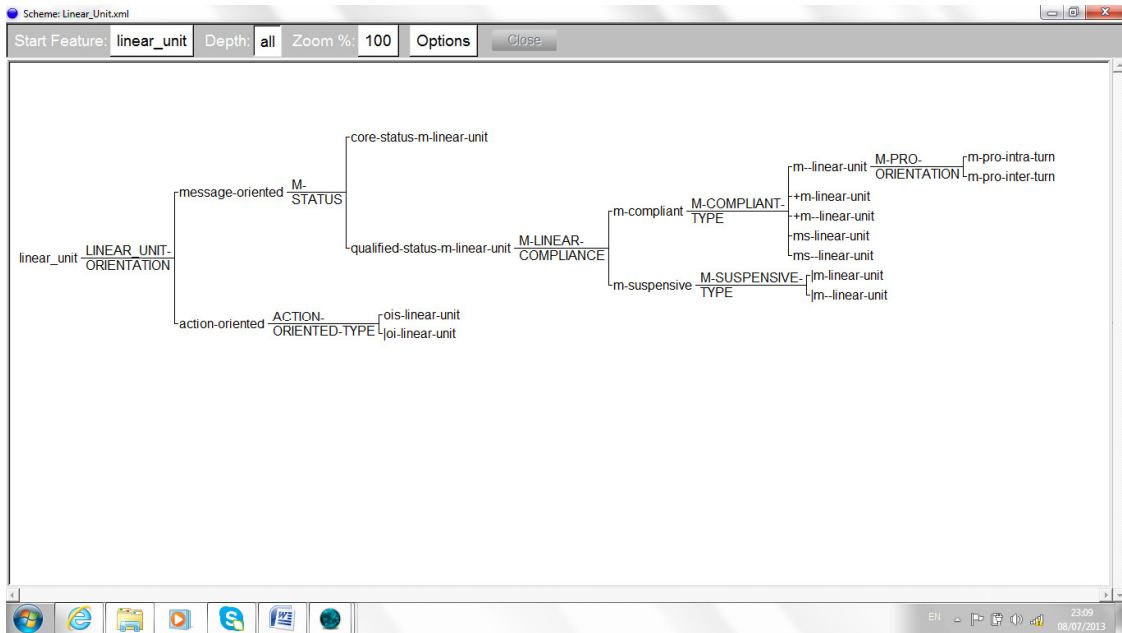 Scheme: Linear_Unit.xml
Start Feature: linear_unit Depth: all Zoom %: 100 Options Close
core-status-m-linear-unit
m--linear-unit M-PRO-ORIENTATION m-pro-intra-turn
m-pro-inter-turn
message-oriented M-STATUS
+m-linear-unit
m-compliant M-COMPLIANT-TYPE +m--linear-unit
ms-linear-unit
linear_unit LINEAR_UNIT-ORIENTATION qualified-status-m-linear-unit M-LINEAR-COMPLIANCE ms--linear-unit
m-suspensive M-SUSPENSIVE-TYPE |m-linear-unit
|m--linear-unit
action-oriented ACTION-ORIENTED-TYPE ois-linear-unit
|oi-linear-unit
EN 23:09
08/07/2013